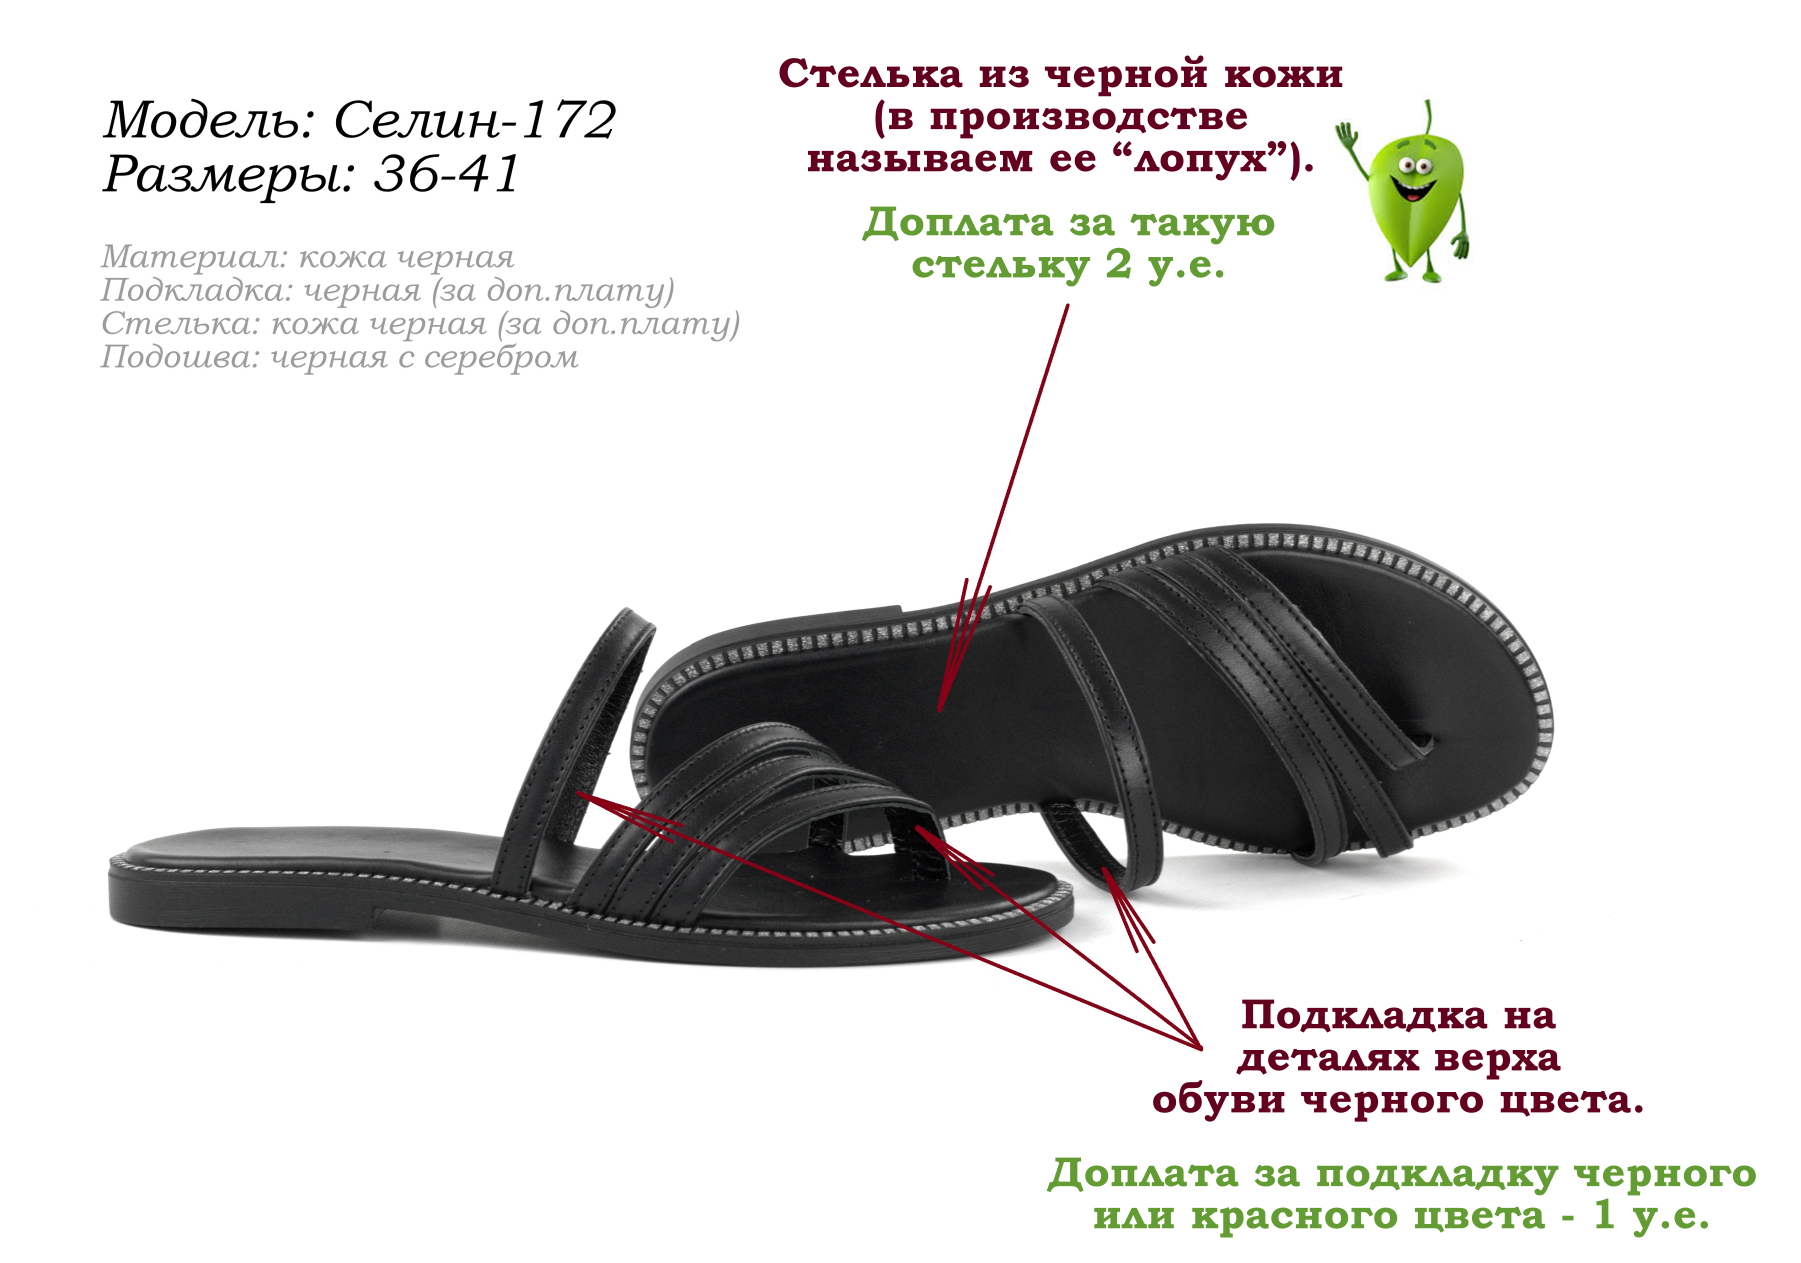 Модель: Селин-172
Размеры: 36-41
Материал: кожа черная
Подкладка: черная (за доп.плату)
Стелька: кожа черная (за доп.плату)
Подошва: черная с серебром
Стелька из черной кожи
(в производстве
называем ее “лопух”).
Доплата за такую
стельку 2 у.е.
Подкладка на
деталях верха
обуви черного цвета.
Доплата за подкладку черного
или красного цвета - 1 у.е.